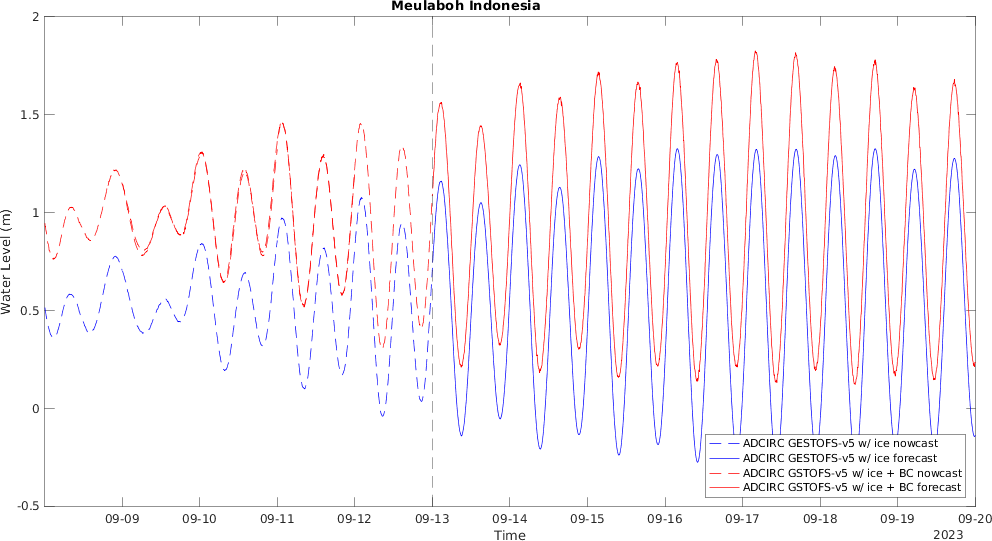 Meulaboh Indonesia
2
1.5
1
0.5
0
-0.5
Water Level (m)
ADCIRC GESTOFS-v5 w/ ice nowcast
ADCIRC GESTOFS-v5 w/ ice forecast
ADCIRC GSTOFS-v5 w/ ice + BC nowcast
ADCIRC GSTOFS-v5 w/ ice + BC forecast
09-09 09-10 09-11 09-12 09-13 09-14 09-15 09-16 09-17 09-18 09-19 09-20
Time
2023